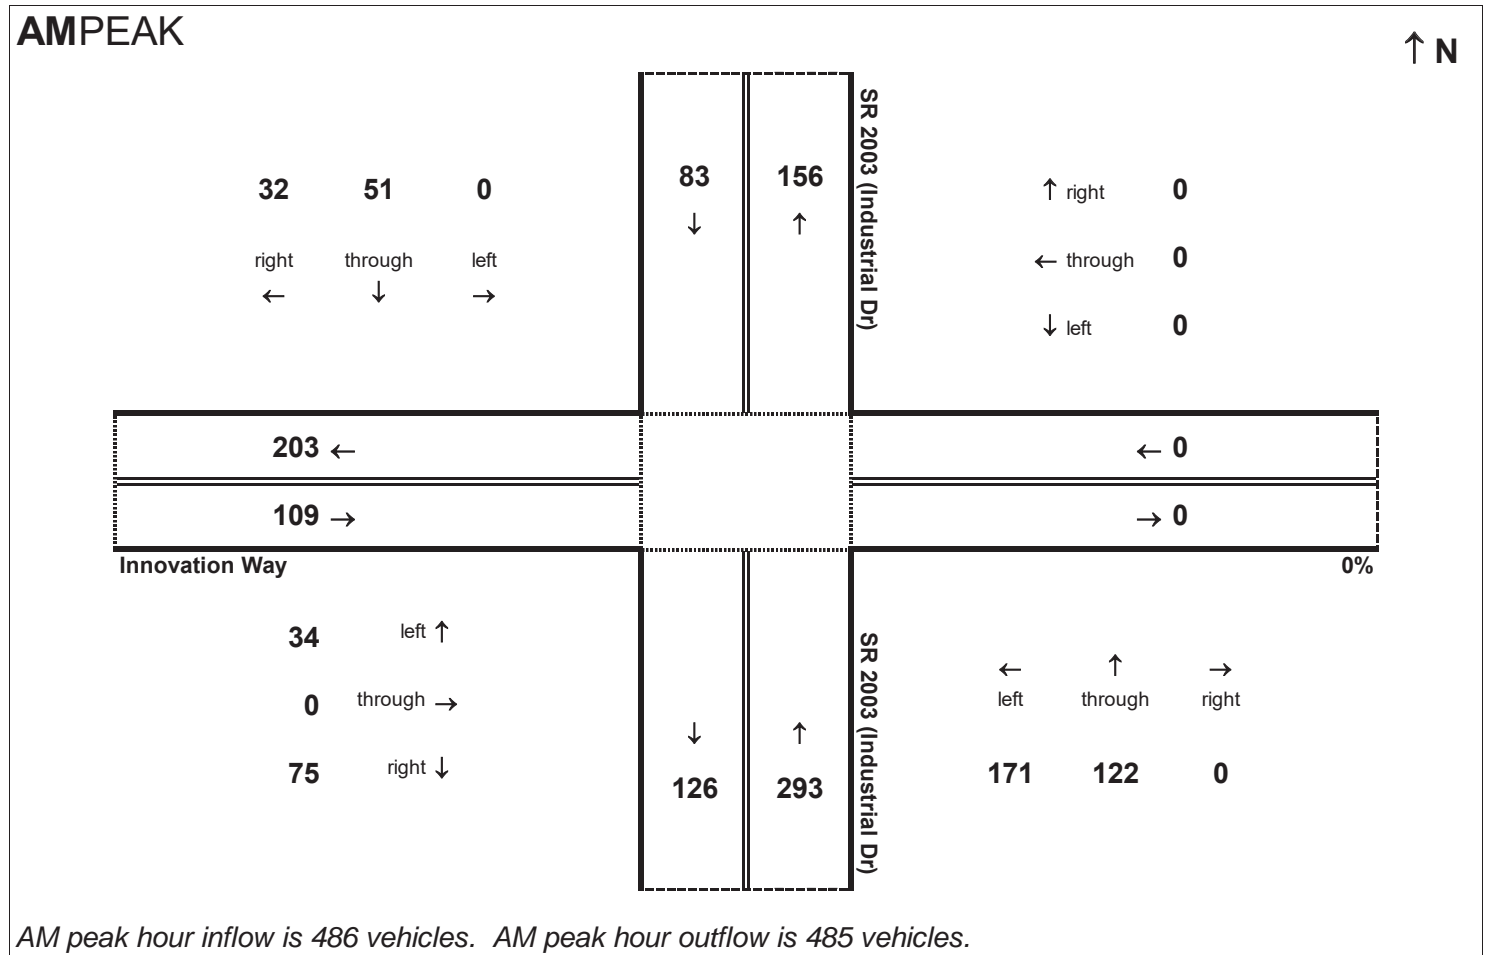 AMPEAK
↑ N
SR 2003 (Industrial Dr)
83 156
↓ ↑
32 51 0
right through left
← ↓ →
↑ right 0
← through 0
↓ left 0
203 ←
109 →
← 0
→ 0
Innovation Way
0%
34 left ↑
0 through →
75 right ↓
↓ ↑
126 293
SR 2003 (Industrial Dr)
← ↑ →
left through right
171 122 0
AM peak hour inflow is 486 vehicles. AM peak hour outflow is 485 vehicles.